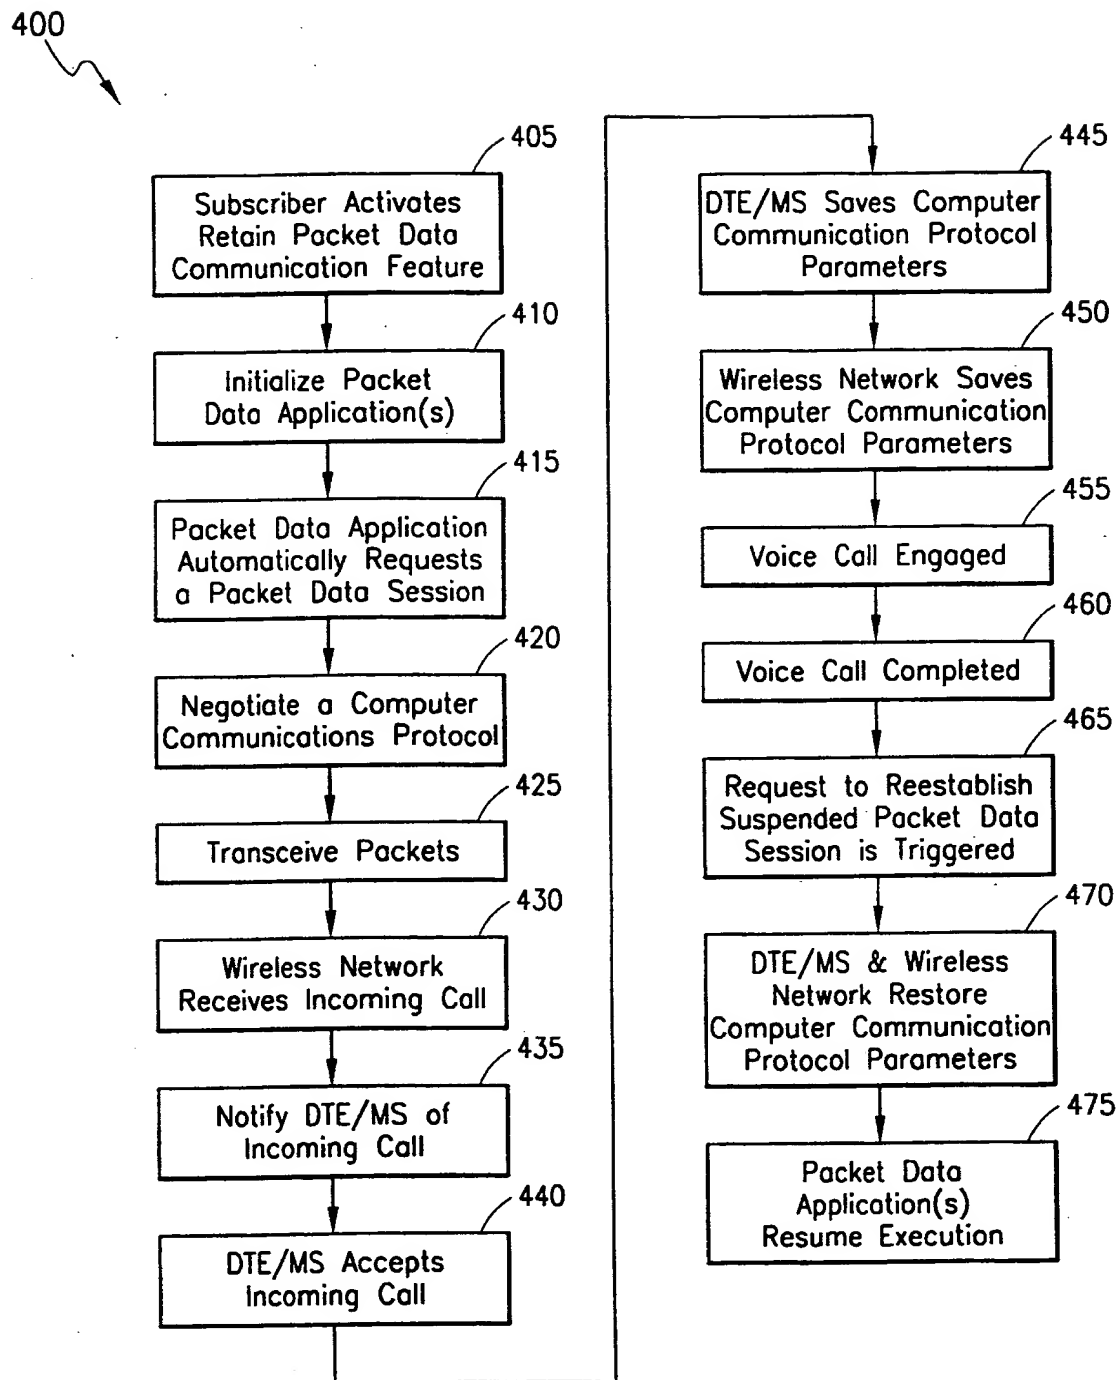 400
405
Subscriber Activates
Retain Packet Data
Communication Feature
410
Initialize Packet
Data Application(s)
415
Packet Data Application
Automatically Requests
a Packet Data Session
420
Negotiate a Computer
Communications Protocol
425
Transceive Packets
430
Wireless Network
Receives Incoming Call
435
Notify DTE/MS of
Incoming Call
440
DTE/MS Accepts
Incoming Call
445
DTE/MS Saves Computer
Communication Protocol
Parameters
450
Wireless Network Saves
Computer Communication
Protocol Parameters
455
Voice Call Engaged
460
Voice Call Completed
465
Request to Reestablish
Suspended Packet Data
Session is Triggered
470
DTE/MS & Wireless
Network Restore
Computer Communication
Protocol Parameters
475
Packet Data
Application(s)
Resume Execution